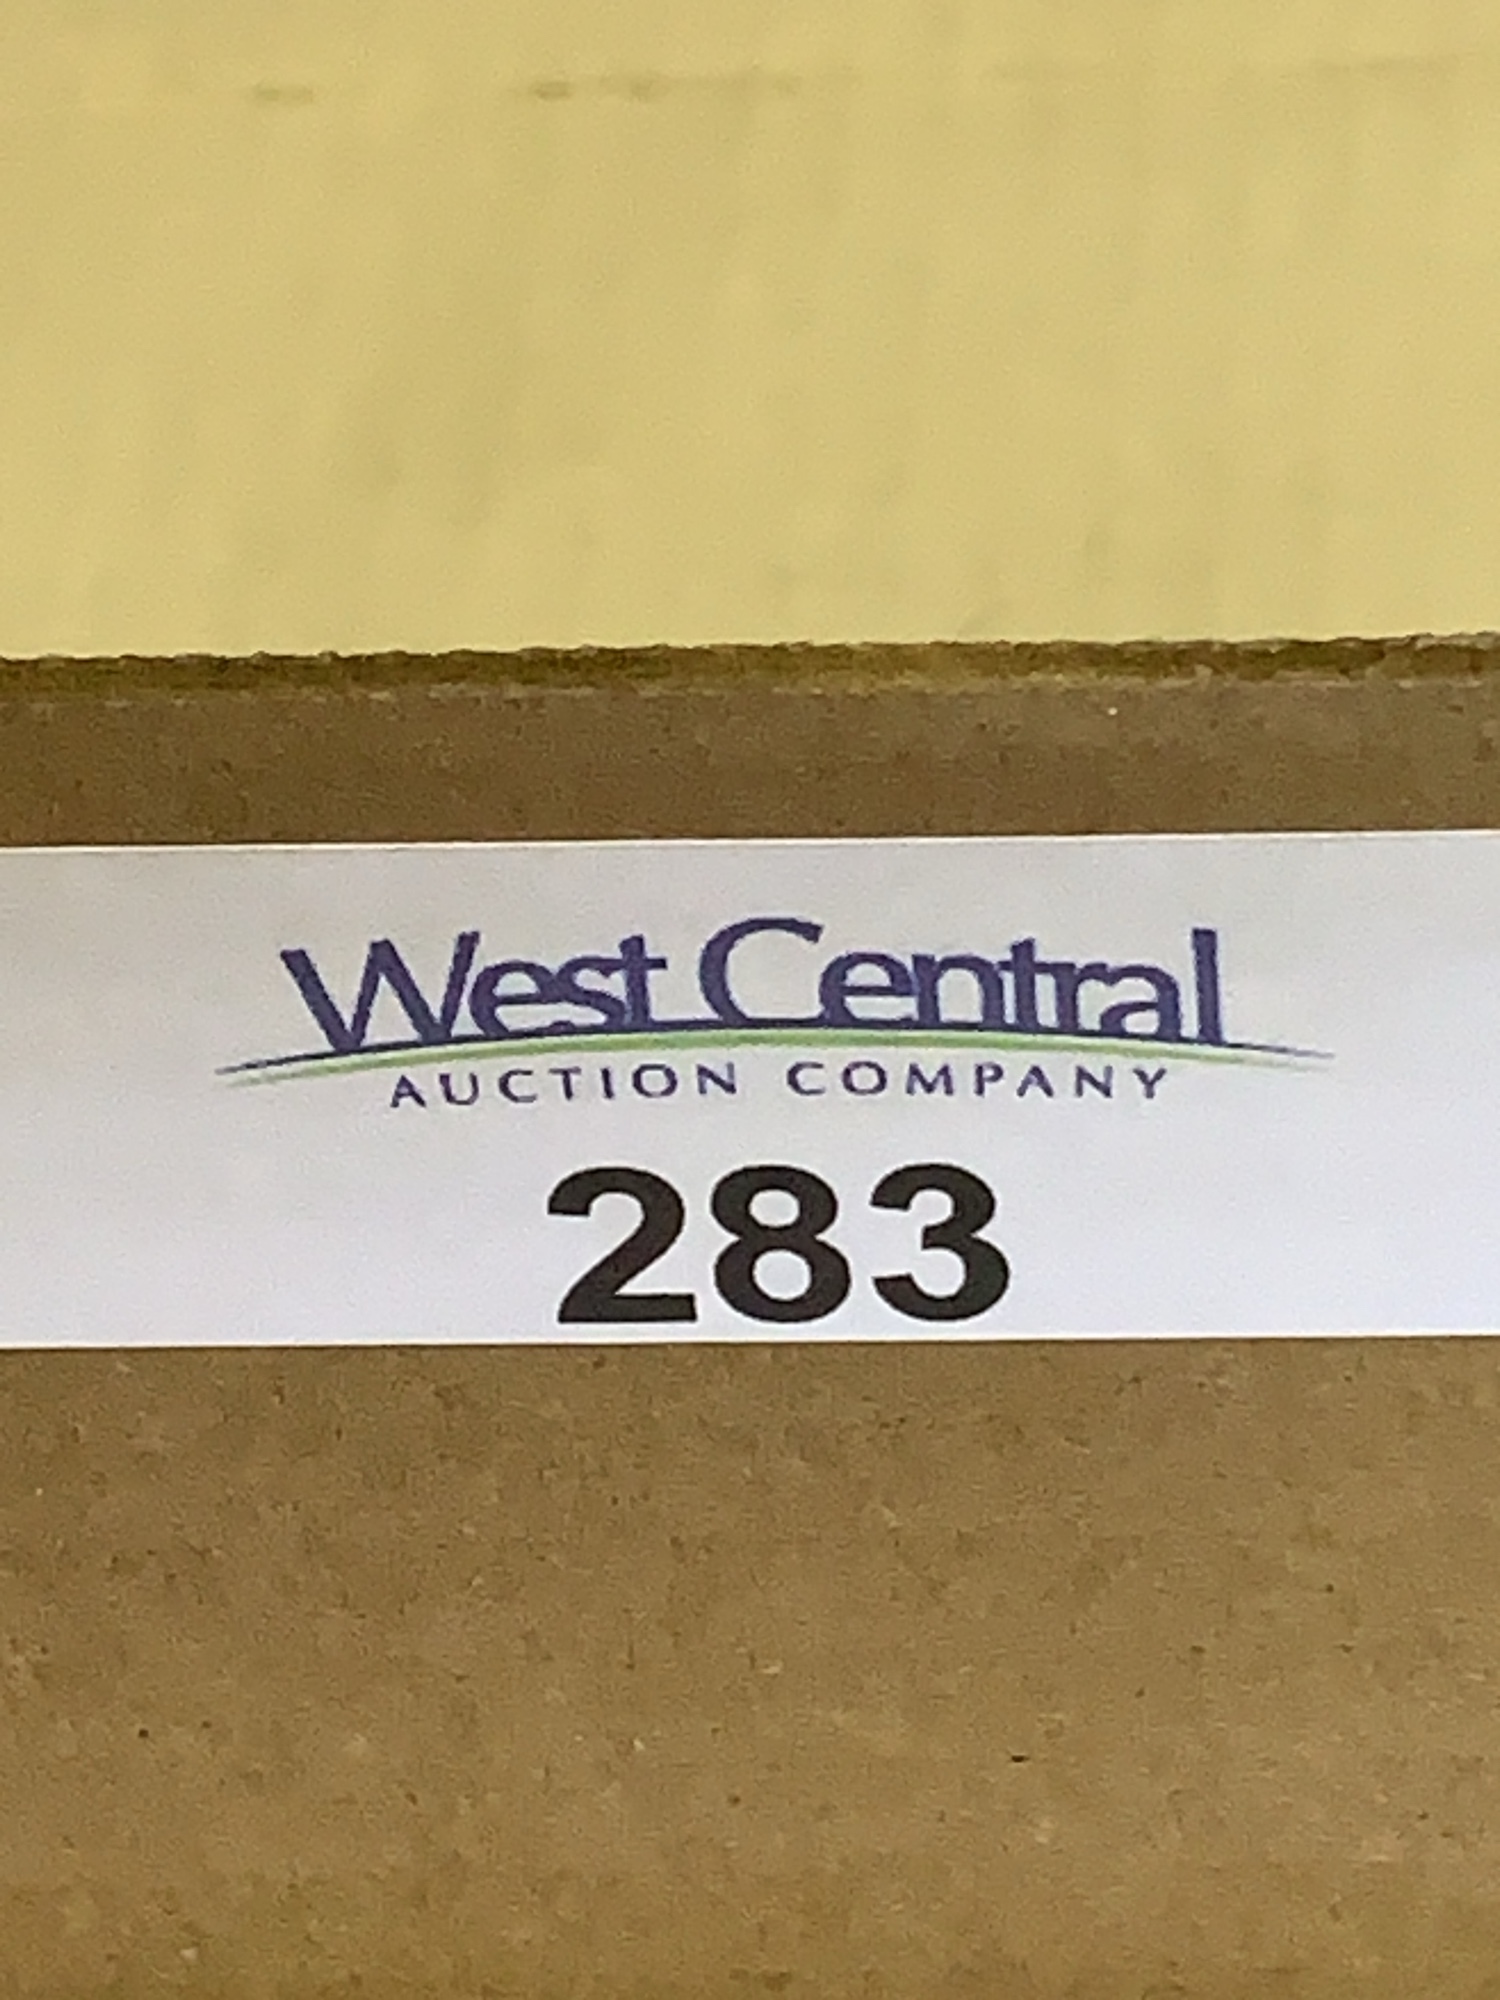 West Central
AUCTION COMPANY
283